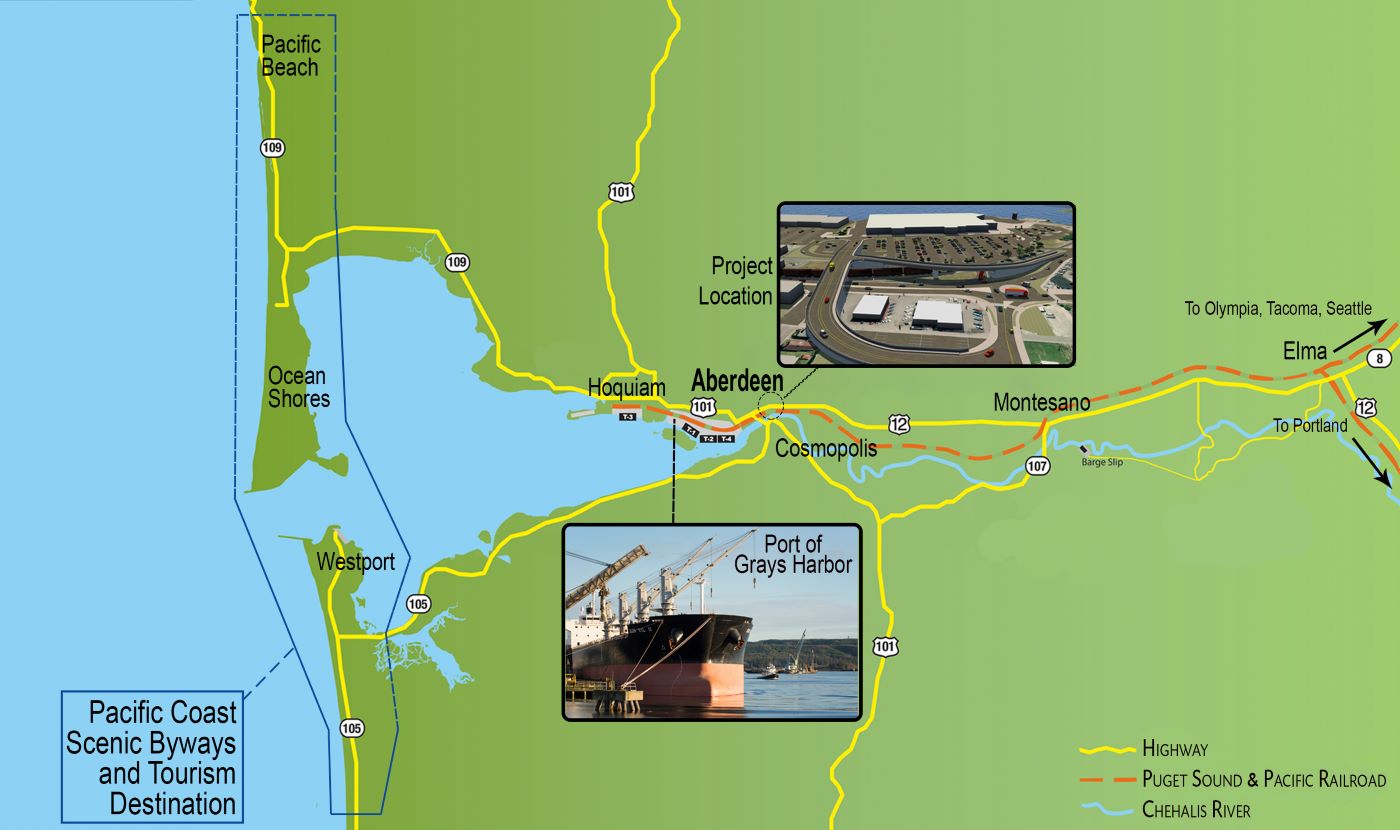 Pacific
Beach
109
101
Project
Location
109
To Olympia, Tacoma, Seattle
Elma
8
Ocean
Shores
Hoquiam
Aberdeen
101
T-3
T-1
T-2
T-4
12
Montesano
12
To Portland
Cosmopolis
107
Barge Slip
Port of
Grays Harbor
Westport
105
101
105
Pacific Coast
Scenic Byways
and Tourism
Destination
Highway
Puget Sound & Pacific Railroad
Chehalis River